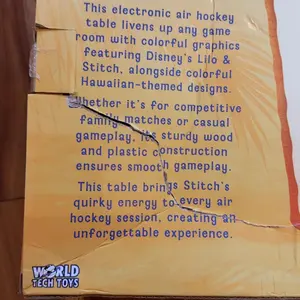 This electronic air hockey
table livens up any game
room with colorful graphics
featuring Disney's Lilo &
Stitch, alongside colorful
Hawaiian-themed designs.
Whether it's for competitive
family matches or casual
gameplay, its sturdy wood
and plastic construction
ensures smooth gameplay.
This table brings Stitch's
quirky energy to every air
hockey session, creating an
unforgettable experience.
WORLD
TECH TOYS